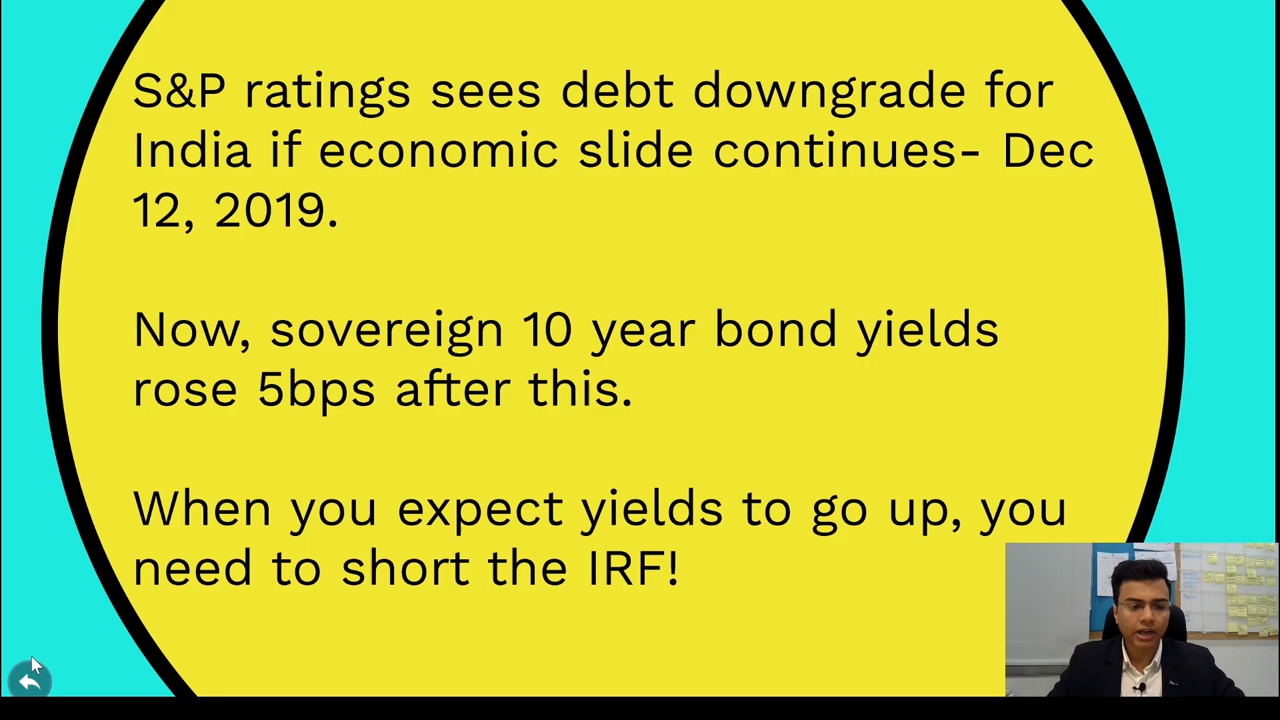 S&P ratings sees debt downgrade for
India if economic slide continues- Dec
12, 2019.
Now, sovereign 10 year bond yields
rose 5bps after this.
When you expect yields to go up, you
need to short the IRF!